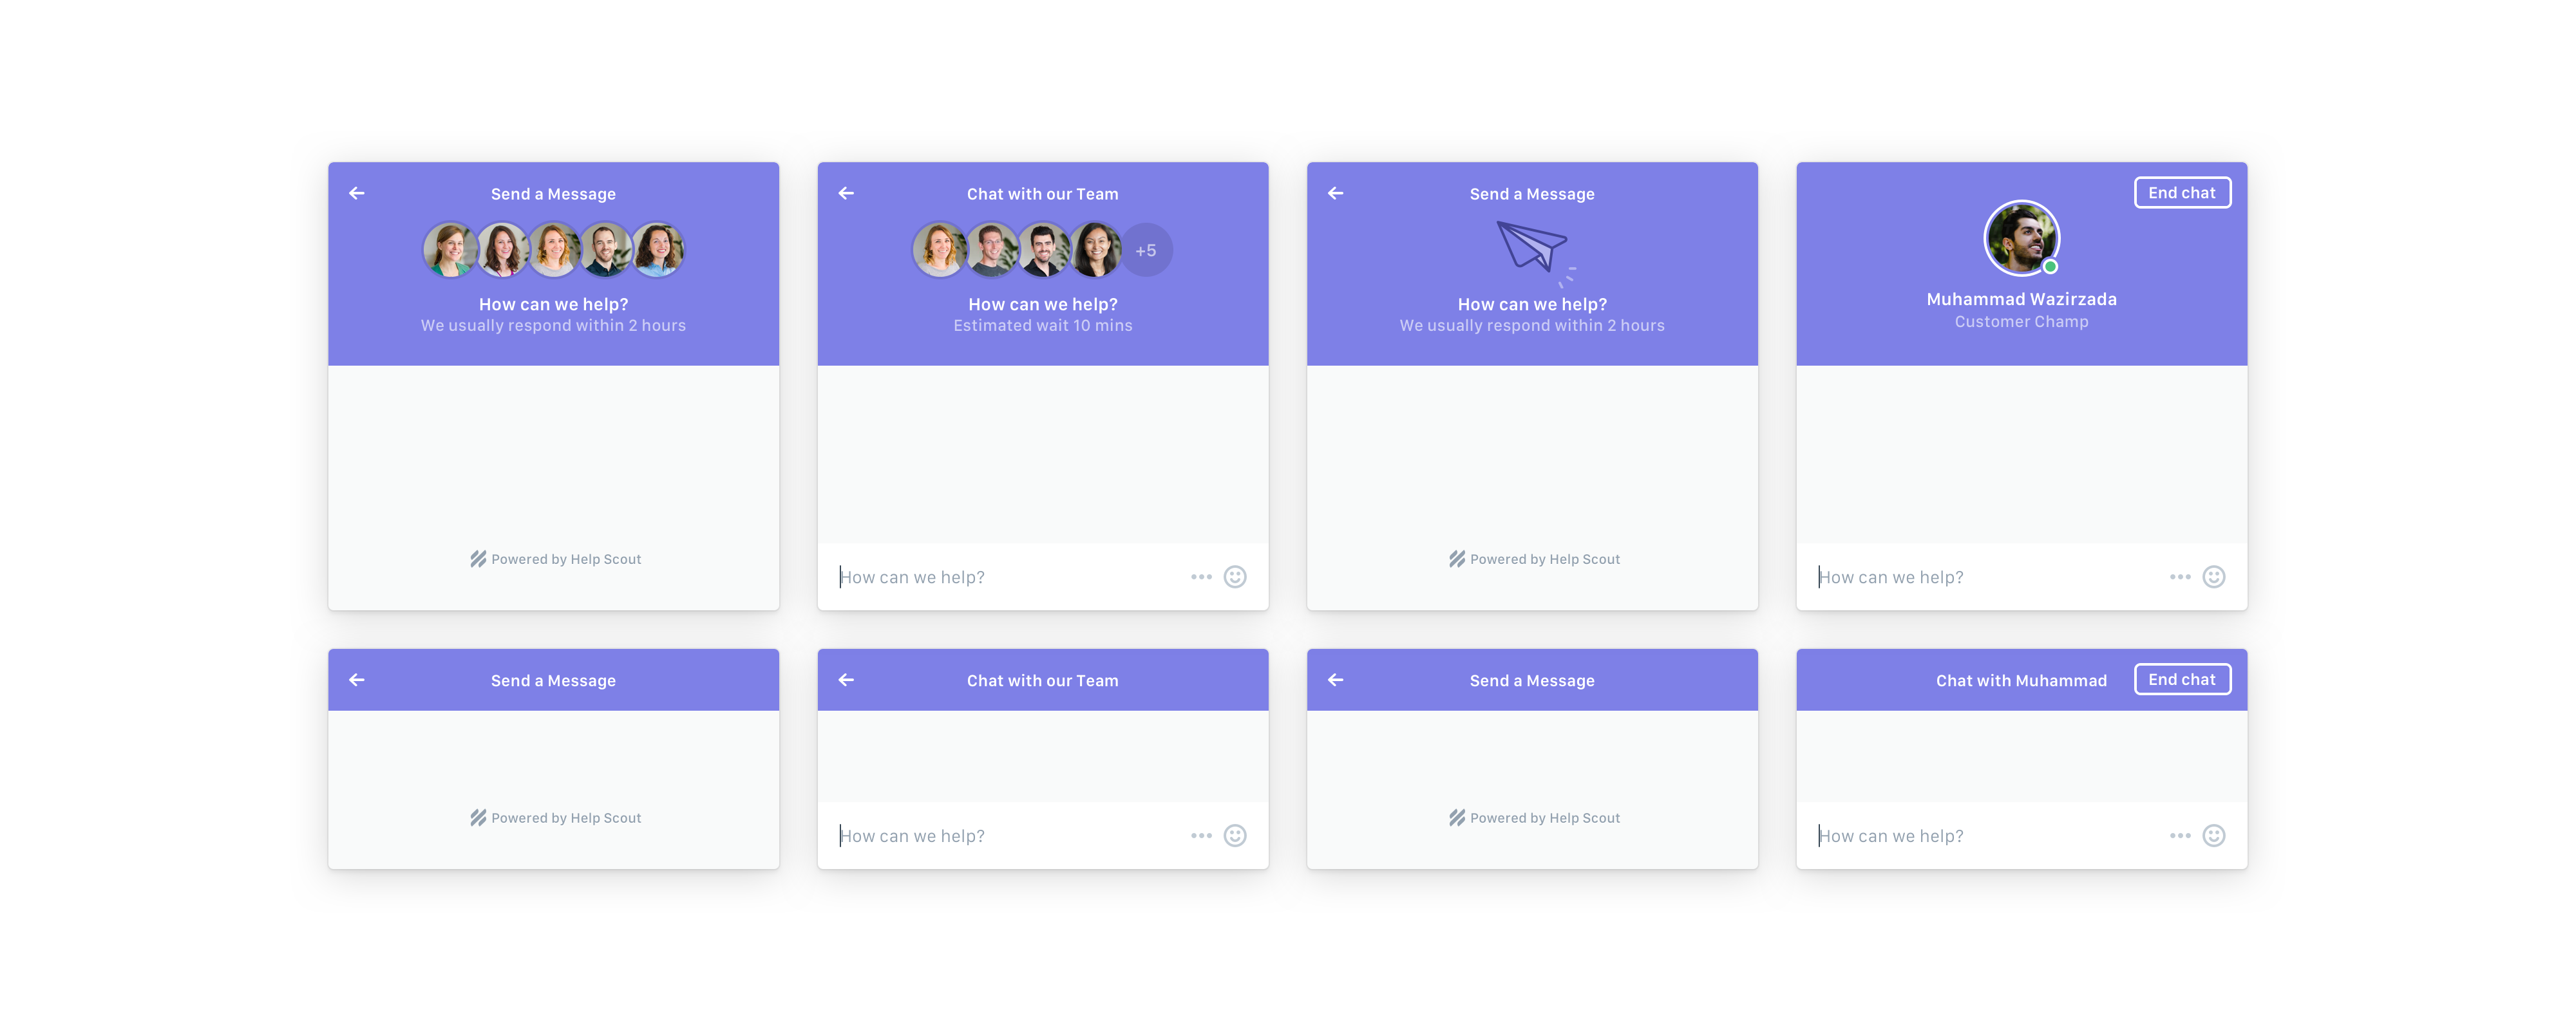 Send a Message
How can we help?
We usually respond within 2 hours
Powered by Help Scout
Chat with our Team
+5
How can we help?
Estimated wait 10 mins
How can we help?
Send a Message
How can we help?
We usually respond within 2 hours
Powered by Help Scout
End chat
Muhammad Wazirzada
Customer Champ
How can we help?
Send a Message
Powered by Help Scout
Chat with our Team
How can we help?
Send a Message
Powered by Help Scout
Chat with Muhammad
End chat
How can we help?